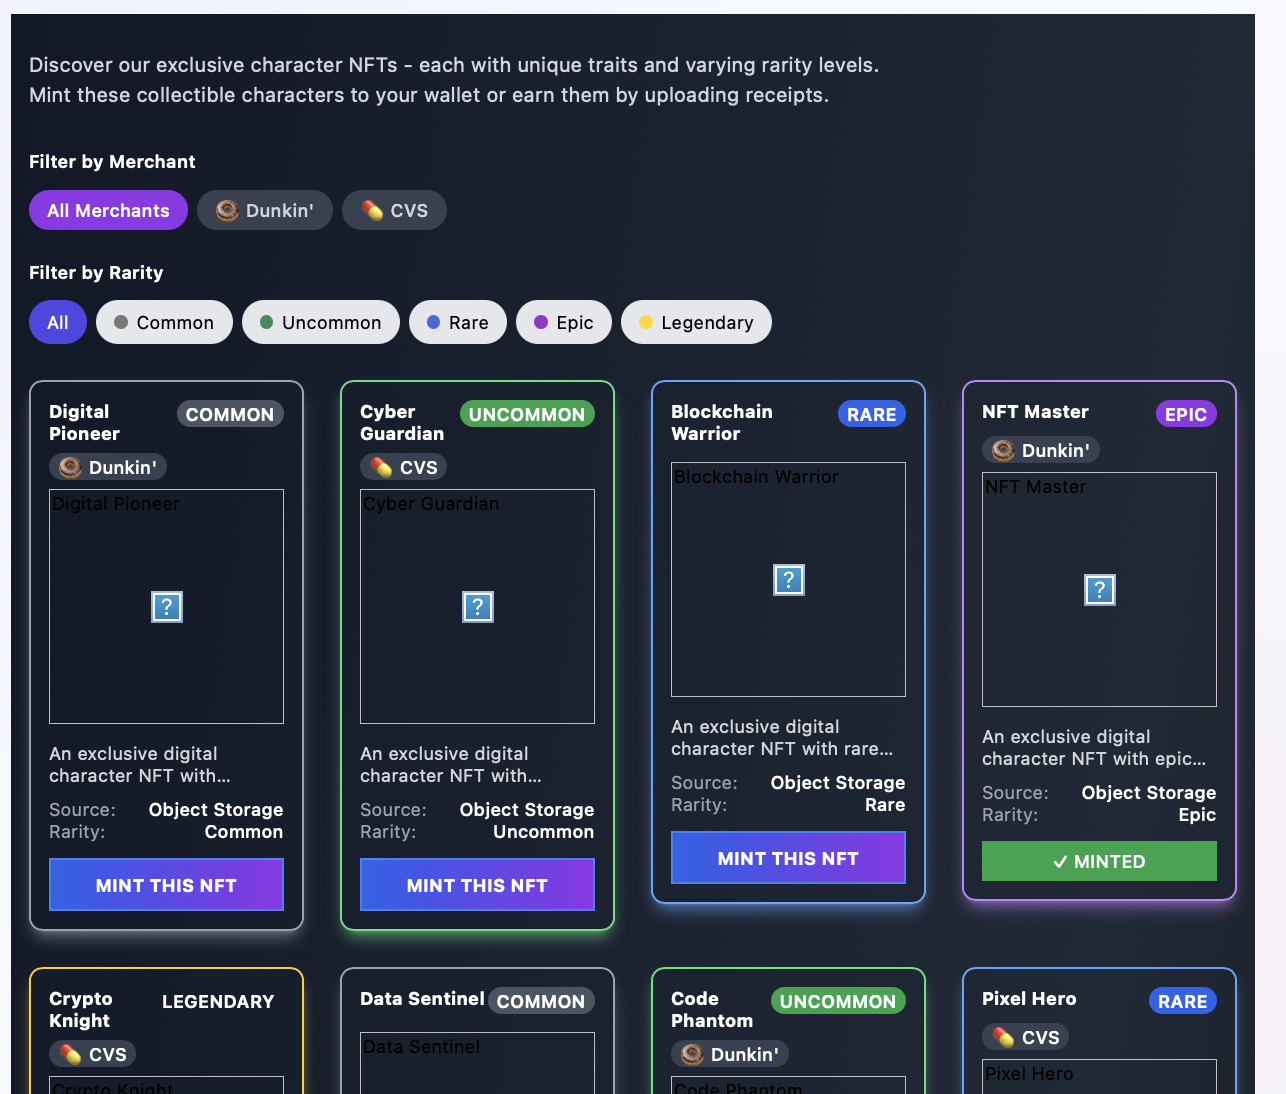 Discover our exclusive character NFTs - each with unique traits and varying rarity levels.
Mint these collectible characters to your wallet or earn them by uploading receipts.
Filter by Merchant
All Merchants
Dunkin'
CVS
Filter by Rarity
All
Common
Uncommon
Rare
Epic
Legendary
Digital
Pioneer
COMMON
Dunkin'
Digital Pioneer
?
An exclusive digital
character NFT with...
Source: Object Storage
Rarity: Common
MINT THIS NFT
Cyber
Guardian
UNCOMMON
CVS
Cyber Guardian
?
An exclusive digital
character NFT with...
Source: Object Storage
Rarity: Uncommon
MINT THIS NFT
Blockchain
Warrior
RARE
Blockchain Warrior
?
An exclusive digital
character NFT with rare...
Source: Object Storage
Rarity: Rare
MINT THIS NFT
NFT Master
EPIC
Dunkin'
NFT Master
?
An exclusive digital
character NFT with epic...
Source: Object Storage
Rarity: Epic
✓ MINTED
Crypto
Knight
LEGENDARY
CVS
Crypto Knight
Data Sentinel
COMMON
Data Sentinel
Code
Phantom
UNCOMMON
Dunkin'
Code Phantom
Pixel Hero
RARE
CVS
Pixel Hero